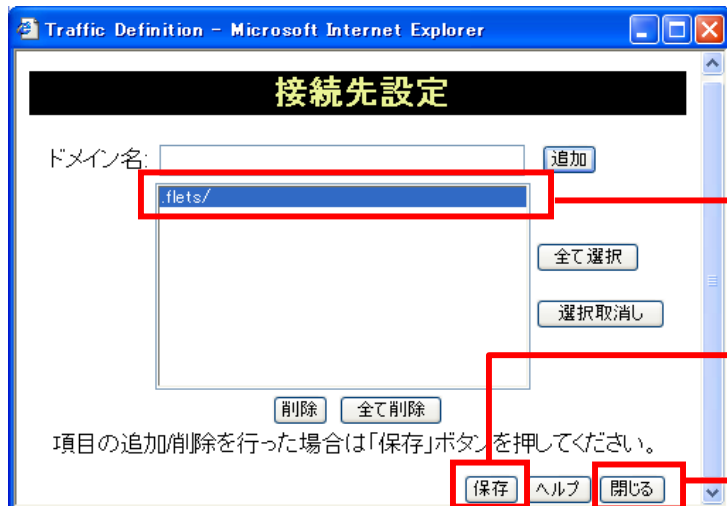 Traffic Definition - Microsoft Internet Explorer
接続先設定
ドメイン名: 追加
.flets/
全て選択
選択取消し
削除 全て削除
項目の追加/削除を行った場合は「保存」ボタンを押してください。
保存 ヘルプ 閉じる